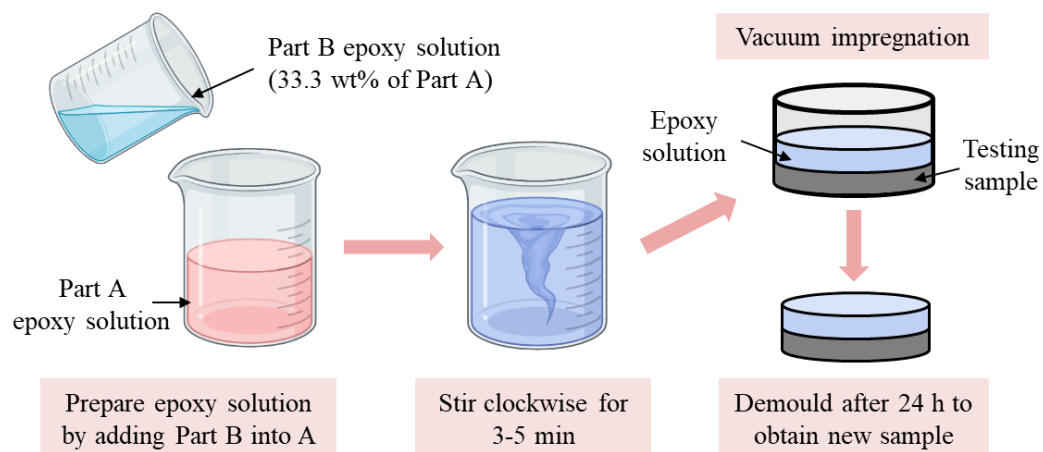 Part B epoxy solution
(33.3 wt% of Part A)
Part A
epoxy solution
Prepare epoxy solution
by adding Part B into A
Stir clockwise for
3-5 min
Vacuum impregnation
Epoxy
solution
Testing
sample
Demould after 24 h to
obtain new sample